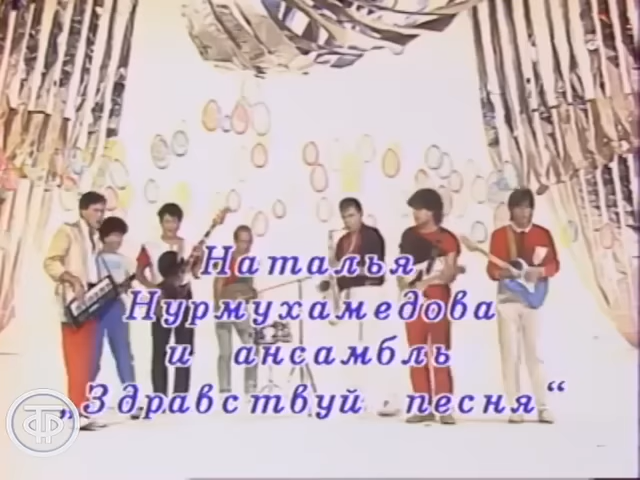 Наталья
Нурмухамедова
и ансамбль
„Здравствуй песня“